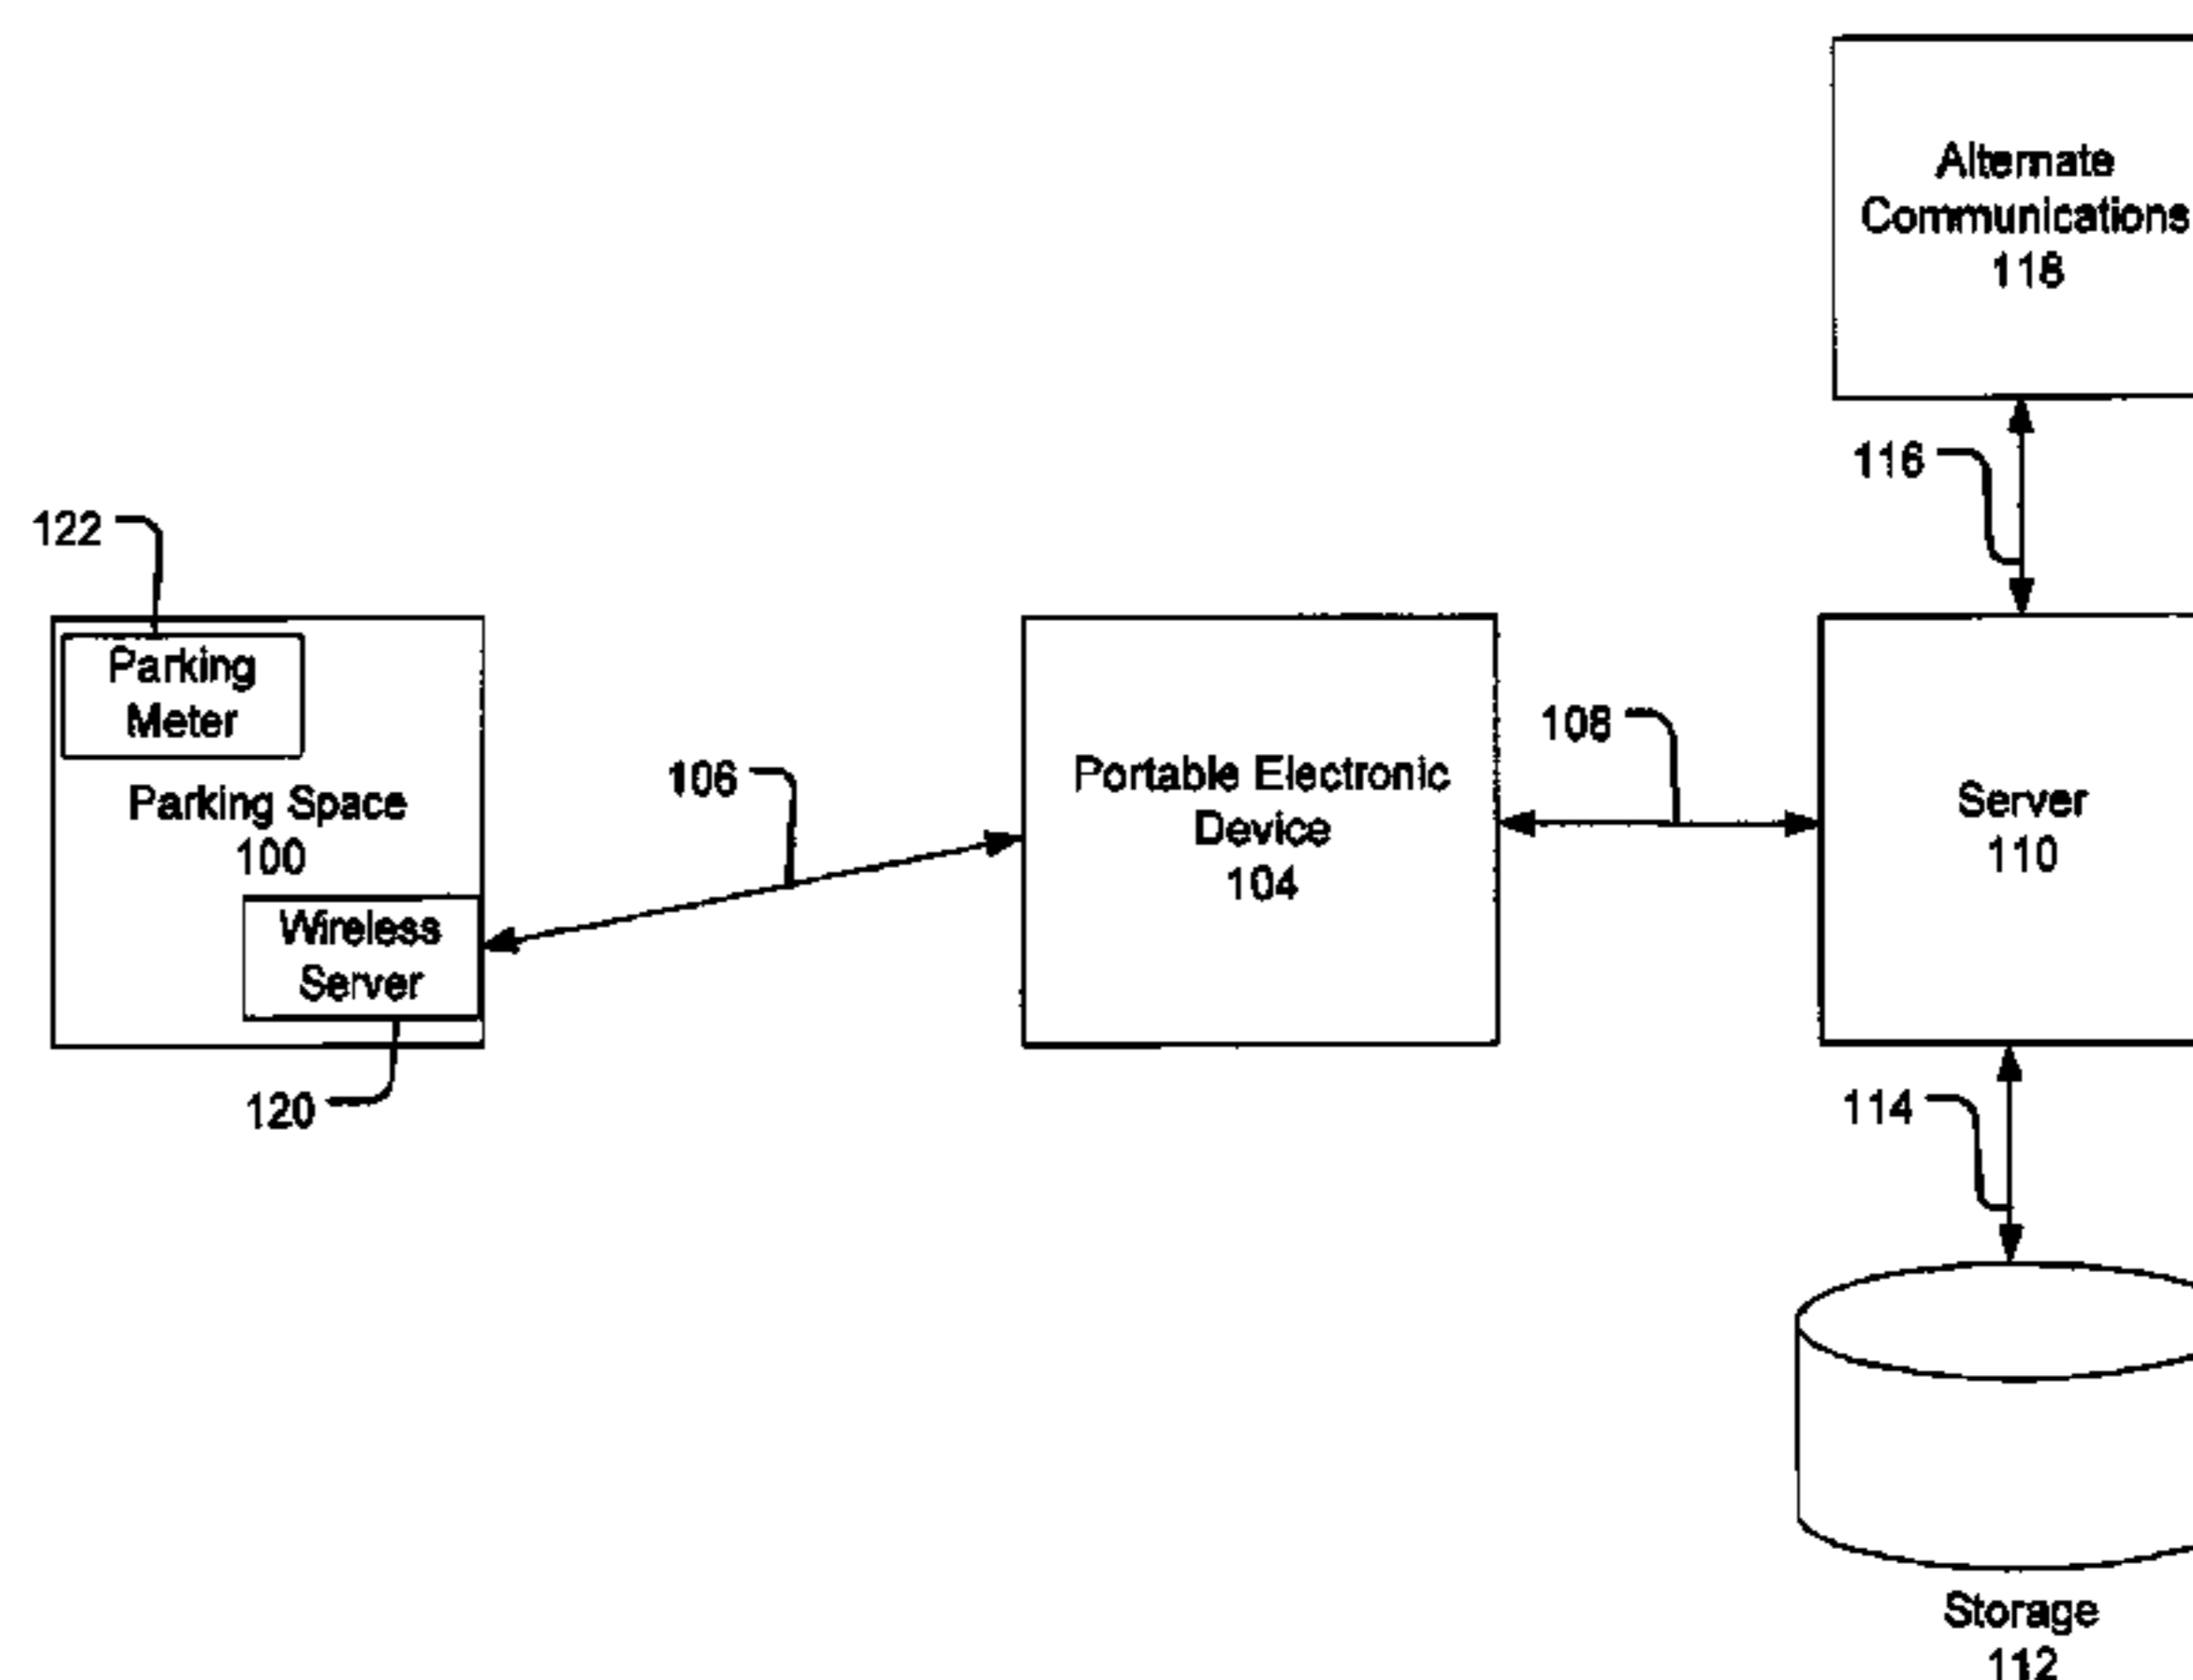 Alternate
Communications
118
116
122
Parking
Meter
Parking Space
100
Wireless
Server
120
106
Portable Electronic
Device
104
108
Server
110
114
Storage
112